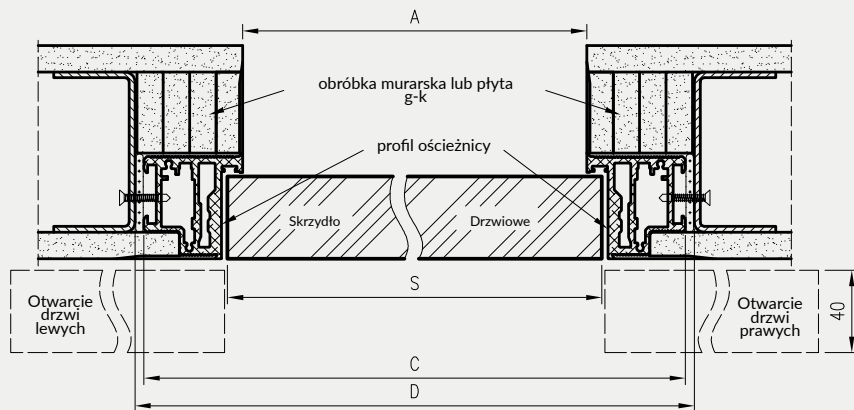 A
obróbka murarska lub płyta
g-k
profil ościeżnicy
Skrzydło
Drzwiowe
S
Otwarcie
drzwi
lewych
Otwarcie
drzwi
prawych
40
C
D